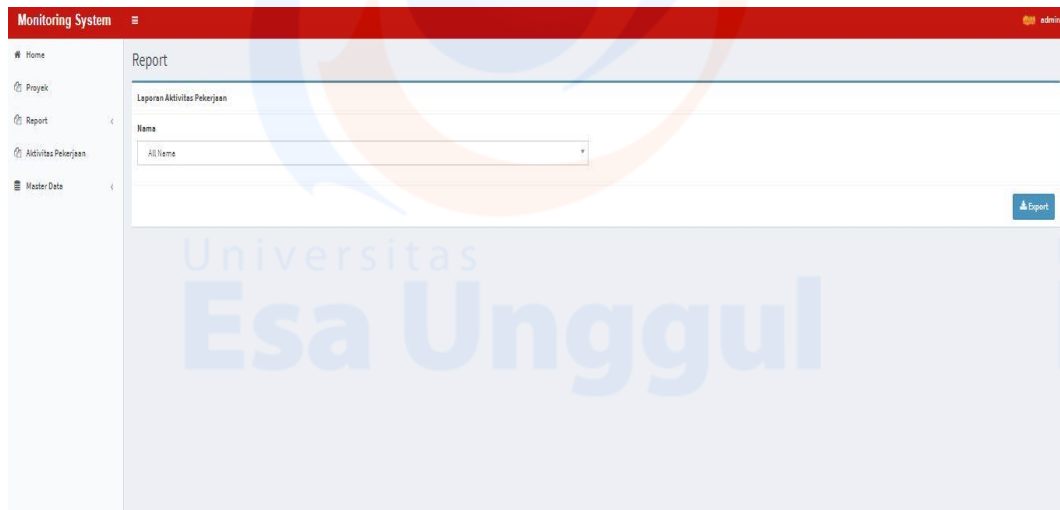 Monitoring System
admin
Home
Proyek
Report
Aktivitas Pekerjaan
Master Data
Report
Laporan Aktivitas Pekerjaan
Nama
All Nama
Export
Universitas
Esa Unggul